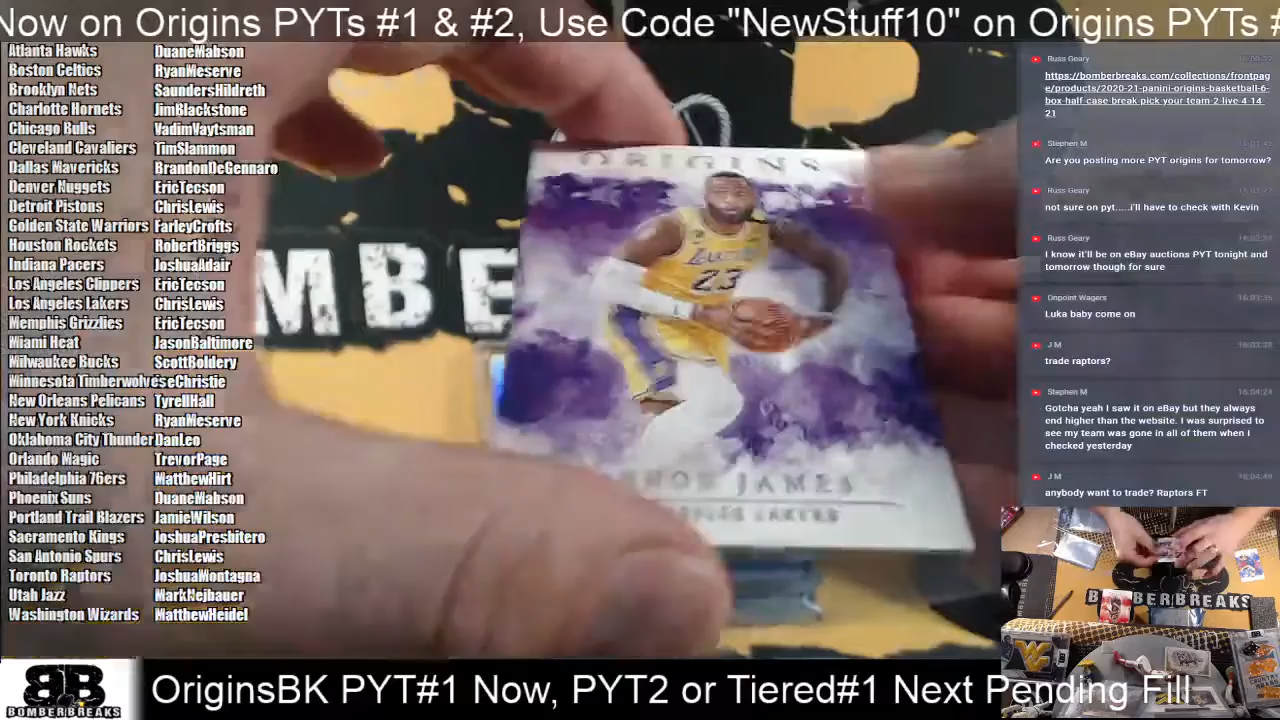 Now on Origins PYTs #1 & #2, Use Code "NewStuff10" on Origins PYTs #
Atlanta Hawks DuaneMabson
Boston Celtics RyanMeserve
Brooklyn Nets SaundersHildreth
Charlotte Hornets JimBlackstone
Chicago Bulls VadimVaytsman
Cleveland Cavaliers TimSlammon
Dallas Mavericks BrandonDeGennaro
Denver Nuggets EricTecson
Detroit Pistons ChrisLewis
Golden State Warriors FarleyCrofts
Houston Rockets RobertBriggs
Indiana Pacers JoshuaAdair
Los Angeles Clippers EricTecson
Los Angeles Lakers ChrisLewis
Memphis Grizzlies EricTecson
Miami Heat JasonBaltimore
Milwaukee Bucks ScottBoldery
Minnesota Timberwolves eChristie
New Orleans Pelicans TyrellHall
New York Knicks RyanMeserve
Oklahoma City Thunder DanLeo
Orlando Magic TrevorPage
Philadelphia 76ers MatthewHirt
Phoenix Suns DuaneMabson
Portland Trail Blazers JamieWilson
Sacramento Kings JoshuaPresbitero
San Antonio Spurs ChrisLewis
Toronto Raptors JoshuaMontagna
Utah Jazz MarkNejbauer
Washington Wizards MatthewHeidel
MBE
ORIGINS
Lakers
23
JAMES
LAKERS
Russ Geary
https://bomberbreaks.com/collections/frontpag
e/products/2020-21-panini-origins-basketball-6-
box-half-case-break-pick-your-team-2-live-4-14-
21
Stephen M
Are you posting more PYT origins for tomorrow?
Russ Geary
not sure on pyt.....i'll have to check with Kevin
Russ Geary
I know it'll be on eBay auctions PYT tonight and
tomorrow though for sure
Onpoint Wagers
Luka baby come on
J M
trade raptors?
Stephen M 16:04:24
Gotcha yeah I saw it on eBay but they always
end higher than the website. I was surprised to
see my team was gone in all of them when I
checked yesterday
J M
anybody want to trade? Raptors FT
BOMBERBREAKS
BB
BOMBERBREAKS
OriginsBK PYT#1 Now, PYT2 or Tiered#1 Next Pending Fill